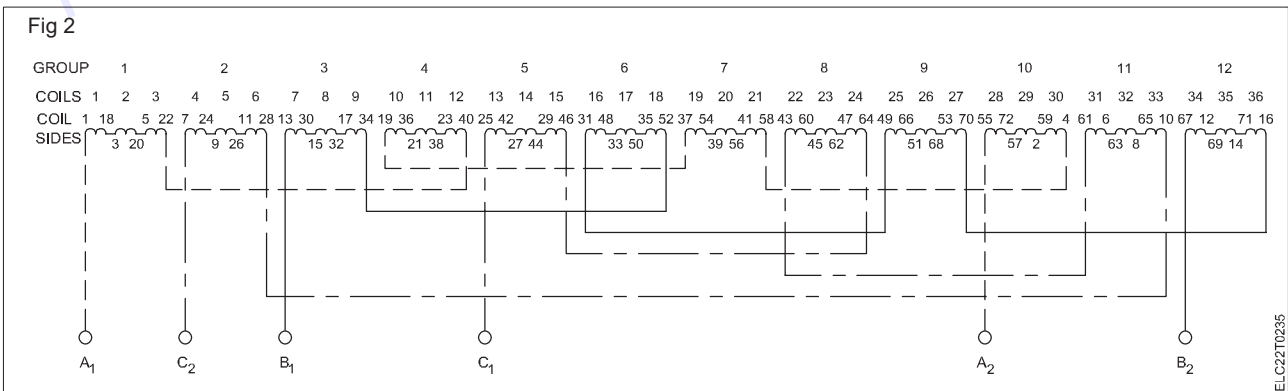 Fig 2
GROUP 1 2 3 4 5 6 7 8 9 10 11 12
COILS 1 2 3 4 5 6 7 8 9 10 11 12 13 14 15 16 17 18 19 20 21 22 23 24 25 26 27 28 29 30 31 32 33 34 35 36
COIL 1 18 5 22 7 24 11 28 13 30 17 34 19 36 23 40 25 42 29 46 31 48 35 52 37 54 41 58 43 60 47 64 49 66 53 70 55 72 59 4 61 6 65 10 67 12 71 16
SIDES 3 20 9 26 15 32 21 38 27 44 33 50 39 56 45 62 51 68 57 2 63 8 69 14
A1 C2 B1 C1 A2 B2
ELC22T0235